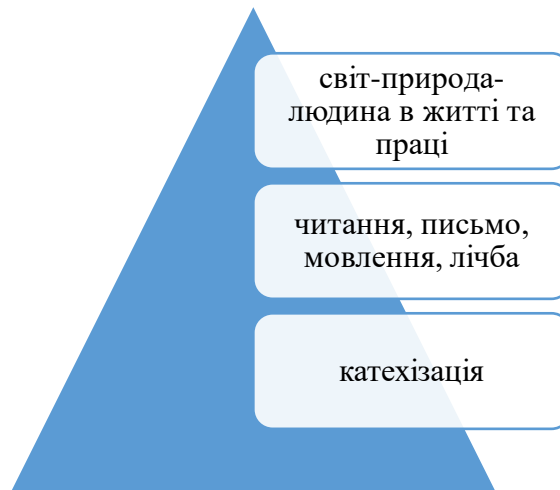 світ-природа-
людина в житті та
праці
читання, письмо,
мовлення, лічба
катехізація